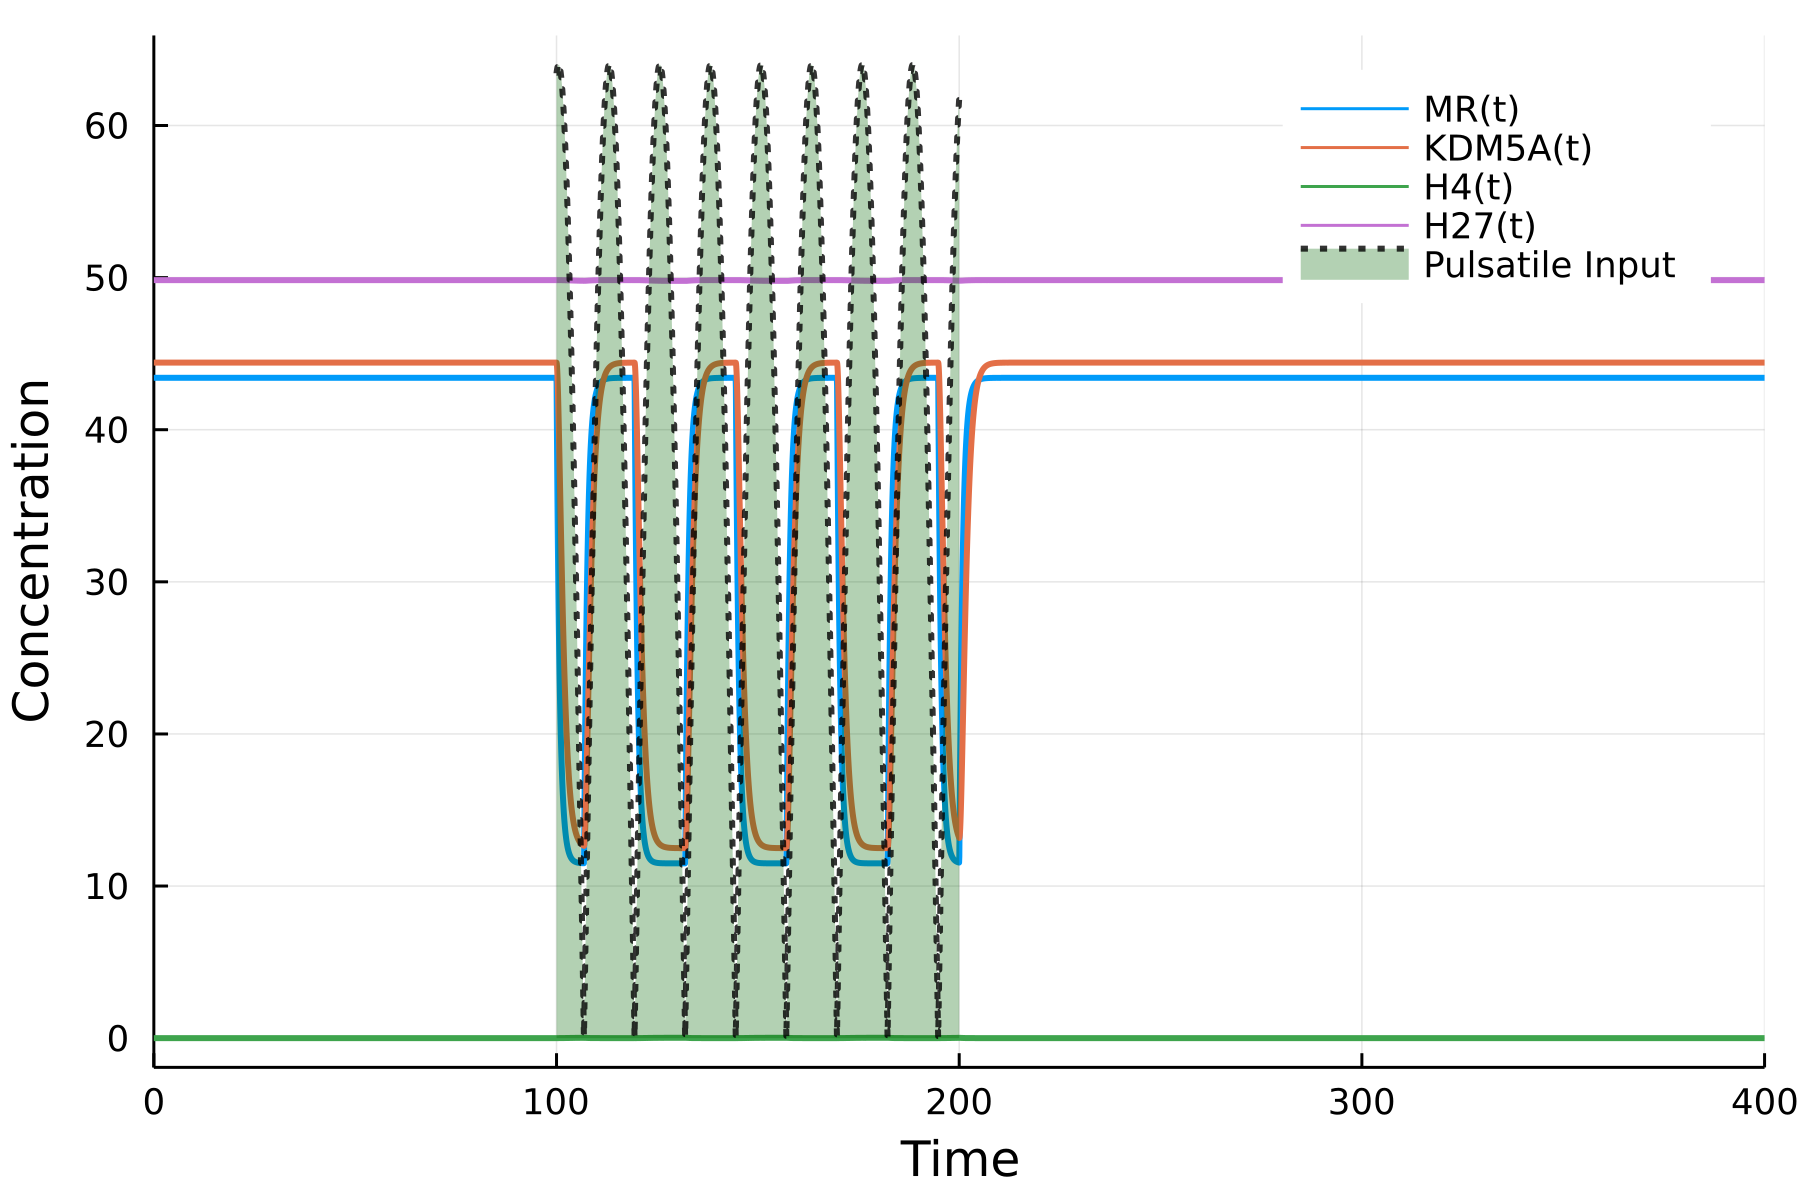 Concentration
60
50
40
30
20
10
0
0 100 200 300 400
Time
MR(t)
KDM5A(t)
H4(t)
H27(t)
Pulsatile Input